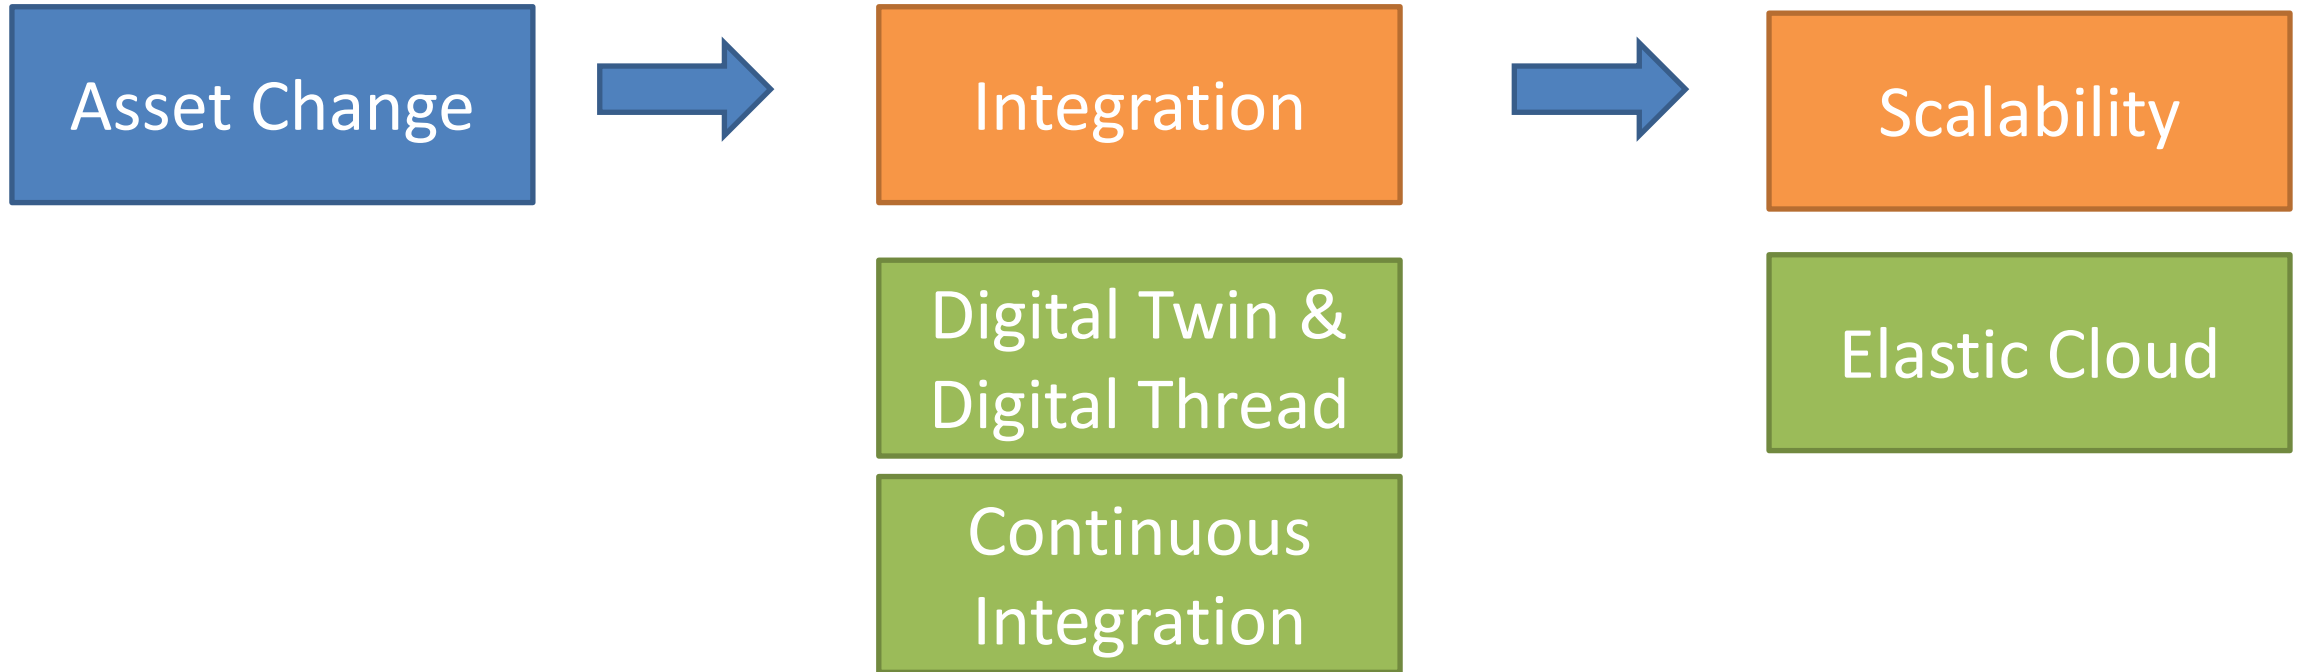 Asset Change
Integration
Scalability
Digital Twin &
Digital Thread
Elastic Cloud
Continuous
Integration